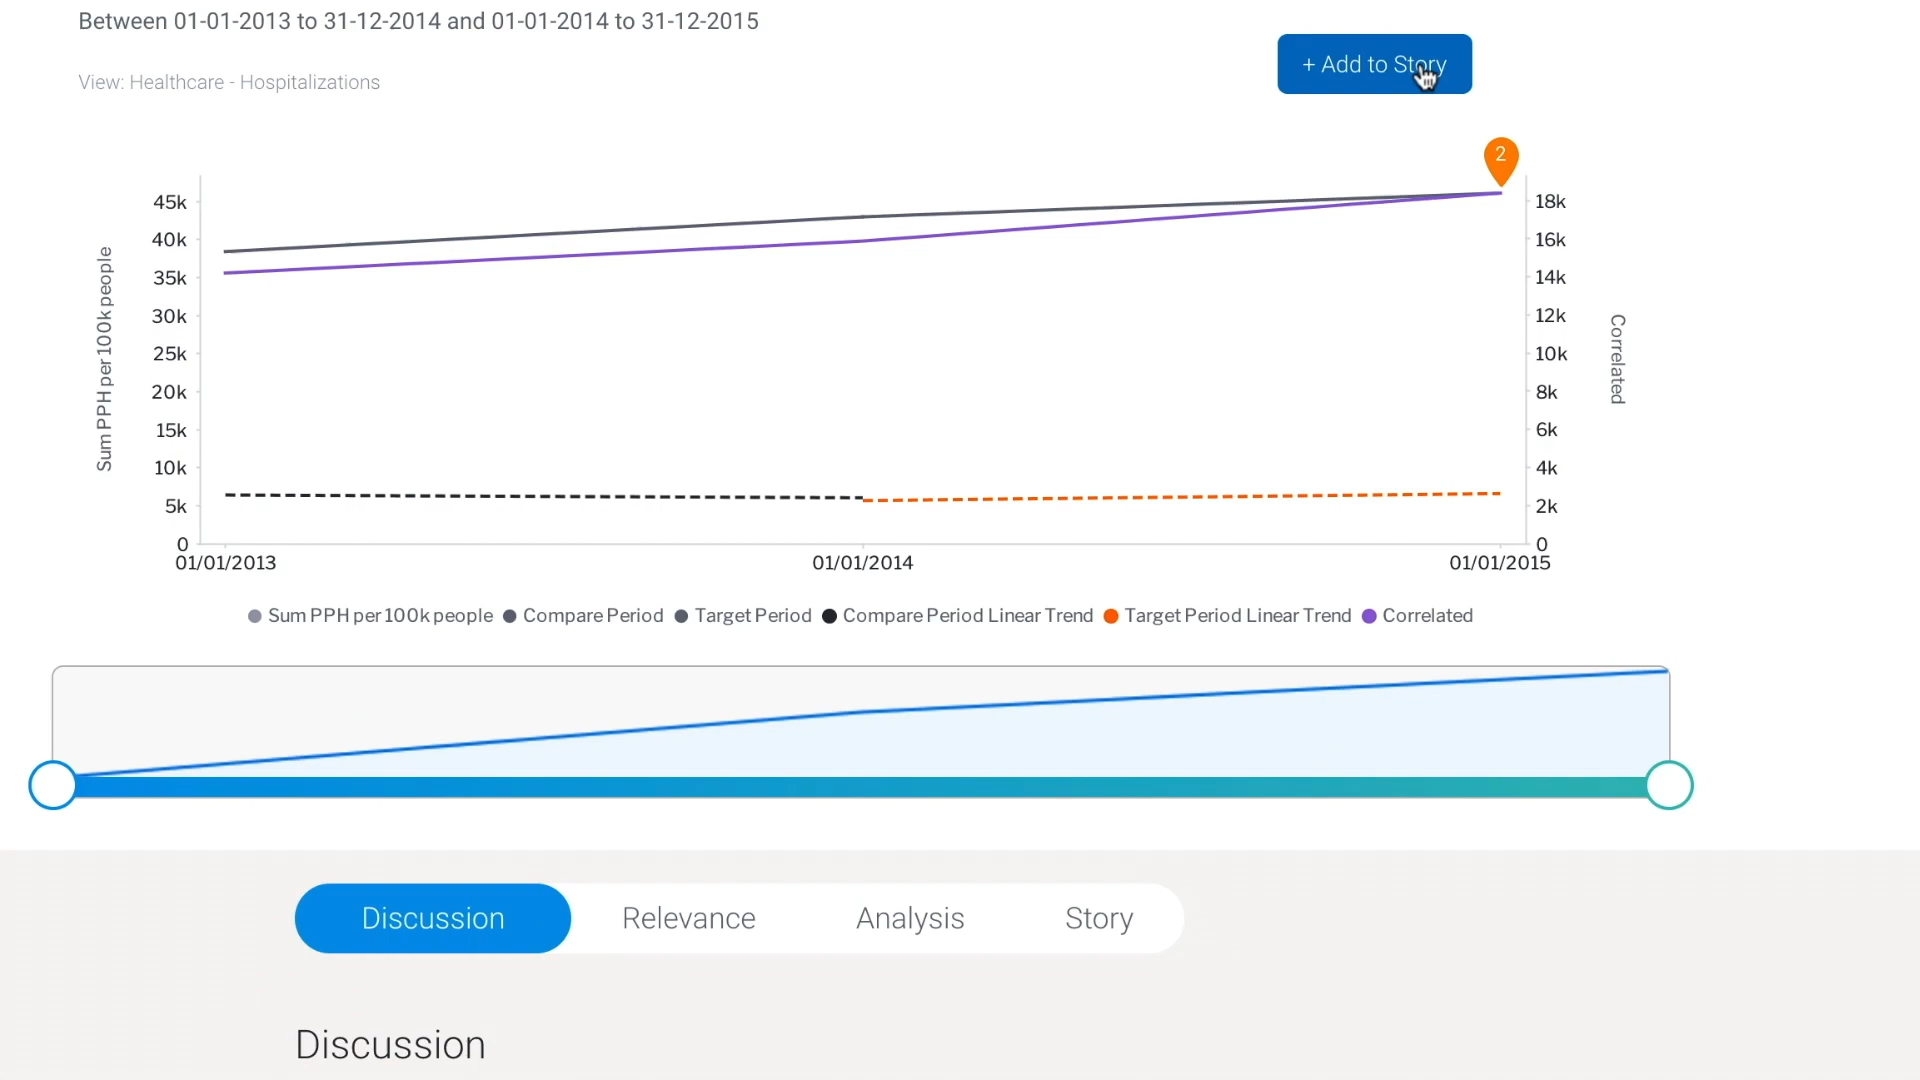 Between 01-01-2013 to 31-12-2014 and 01-01-2014 to 31-12-2015
+ Add to Story
View: Healthcare - Hospitalizations
2
45k
40k
35k
30k
25k
20k
15k
10k
5k
0
Sum PPH per 100k people
18k
16k
14k
12k
10k
8k
6k
4k
2k
0
Correlated
01/01/2013 01/01/2014 01/01/2015
Sum PPH per 100k people Compare Period Target Period Compare Period Linear Trend Target Period Linear Trend Correlated
Discussion Relevance Analysis Story
Discussion